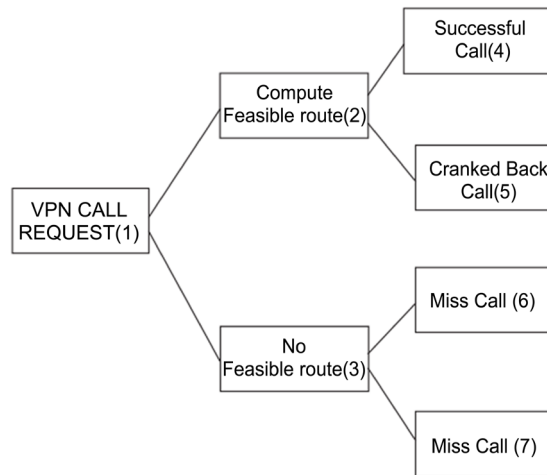 Successful
Call(4)
Compute
Feasible route(2)
Cranked Back
Call(5)
VPN CALL
REQUEST(1)
Miss Call (6)
No
Feasible route(3)
Miss Call (7)